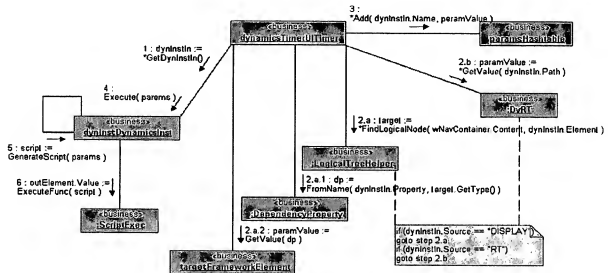 3 :
*Add( dynInstIn.Name, paramValue )
«business»
dynamicsTimerUITimer
«business»
paramsHashtable
1 : dynInstIn :=
*GetDynInstIn()
2.b : paramValue :=
*GetValue( dynInstIn.Path )
4 :
Execute( params )
«business»
:DvRT
«business»
dynInstDynamicInst
2.a : target :=
*FindLogicalNode( wNavContainer.Content, dynInstIn.Element )
5 : script :=
GenerateScript( params )
«business»
:LogicalTreeHelper
2.a.1 : dp :=
FromName( dynInstIn.Property, target.GetType() )
6 : outElement.Value :=
ExecuteFunc( script )
«business»
:ScriptExec
«business»
:DependencyProperty
2.a.2 : paramValue :=
GetValue( dp )
if (dynInstIn.Source == "DISPLAY")
goto step 2.a
if (dynInstIn.Source == "RT")
goto step 2.b
«business»
targetFrameworkElement